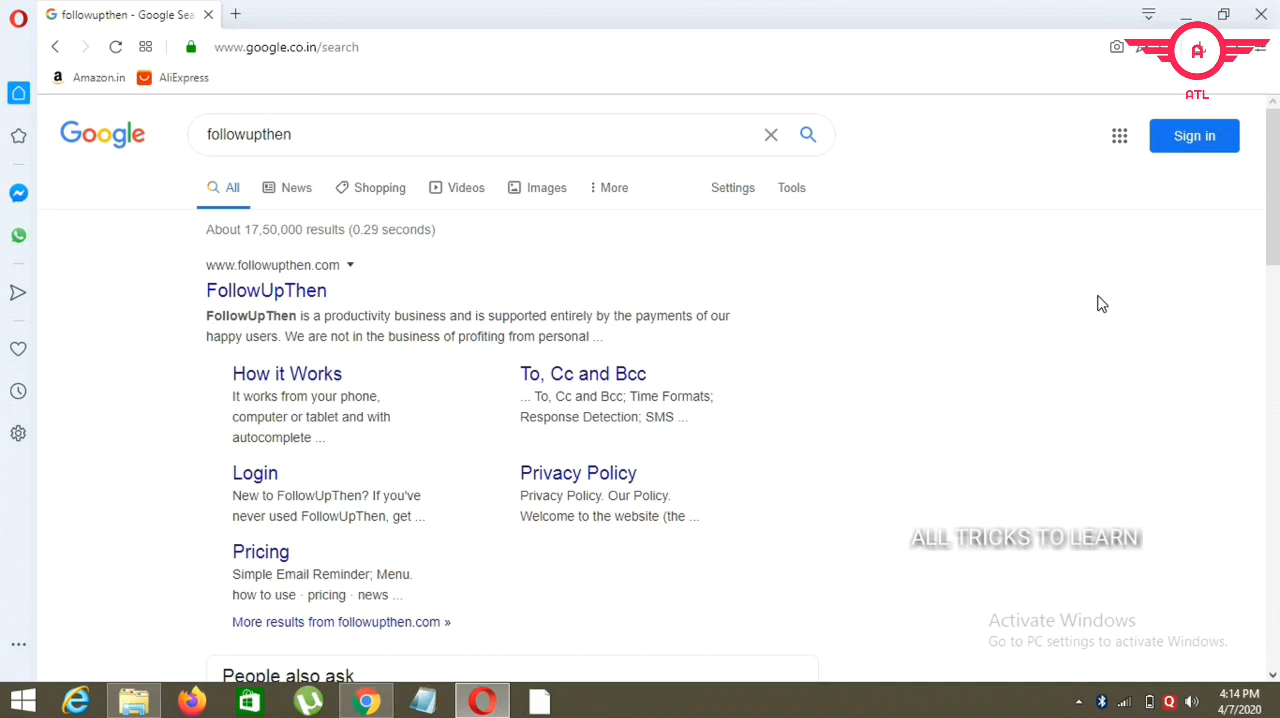 followupthen - Google Sea
www.google.co.in/search
a Amazon.in AliExpress
A
ATL
Google
followupthen
Sign in
All News Shopping Videos Images More Settings Tools
About 17,50,000 results (0.29 seconds)
www.followupthen.com
FollowUpThen
FollowUpThen is a productivity business and is supported entirely by the payments of our
happy users. We are not in the business of profiting from personal ...
How it Works
It works from your phone,
computer or tablet and with
autocomplete ...
To, Cc and Bcc
... To, Cc and Bcc; Time Formats;
Response Detection; SMS ...
Login
New to FollowUpThen? If you've
never used FollowUpThen, get ...
Privacy Policy
Privacy Policy. Our Policy.
Welcome to the website (the ...
Pricing
Simple Email Reminder; Menu.
how to use · pricing · news ...
More results from followupthen.com »
People also ask
ALL TRICKS TO LEARN
Activate Windows
Go to PC settings to activate Windows.
4:14 PM
4/7/2020